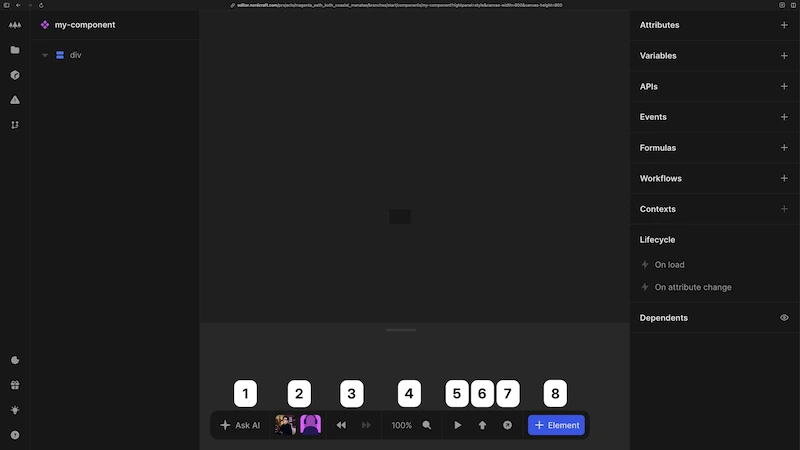 editor.nordcraft.com/projects/magenta_with_both_coastal_manatee/branches/start/components/my-component?rightpanel=style&canvas-width=800&canvas-height=800
my-component
div
Attributes
Variables
APIs
Events
Formulas
Workflows
Contexts
Lifecycle
On load
On attribute change
Dependents
1 2 3 4 5 6 7 8
Ask AI 100% Element